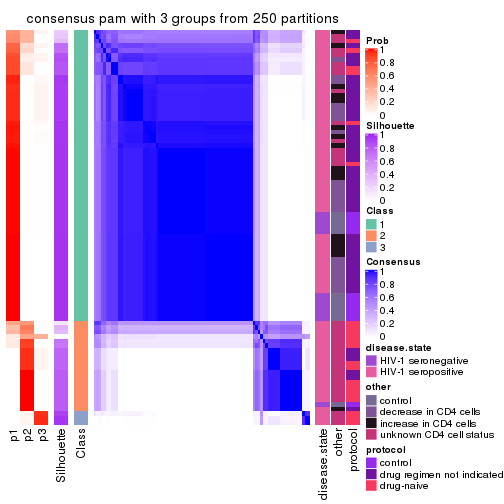 consensus pam with 3 groups from 250 partitions
Prob
1
0.8
0.6
0.4
0.2
0
Silhouette
1
0.8
0.6
0.4
0.2
0
Class
1
2
3
Consensus
1
0.8
0.6
0.4
0.2
0
disease.state
HIV-1 seronegative
HIV-1 seropositive
other
control
decrease in CD4 cells
increase in CD4 cells
unknown CD4 cell status
protocol
control
drug regimen not indicated
drug-naive
p1
p2
p3
Silhouette
Class
disease.state
other
protocol